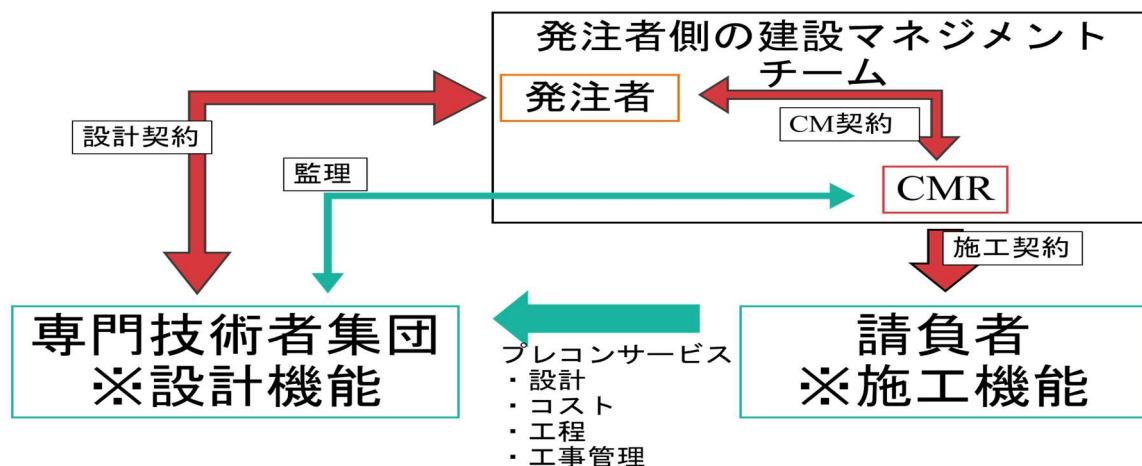 発注者側の建設マネジメント
チーム
発注者
設計契約
CM契約
監理
CMR
施工契約
専門技術者集団
※設計機能
請負者
※施工機能
プレコンサービス
・設計
・コスト
・工程
・工事管理